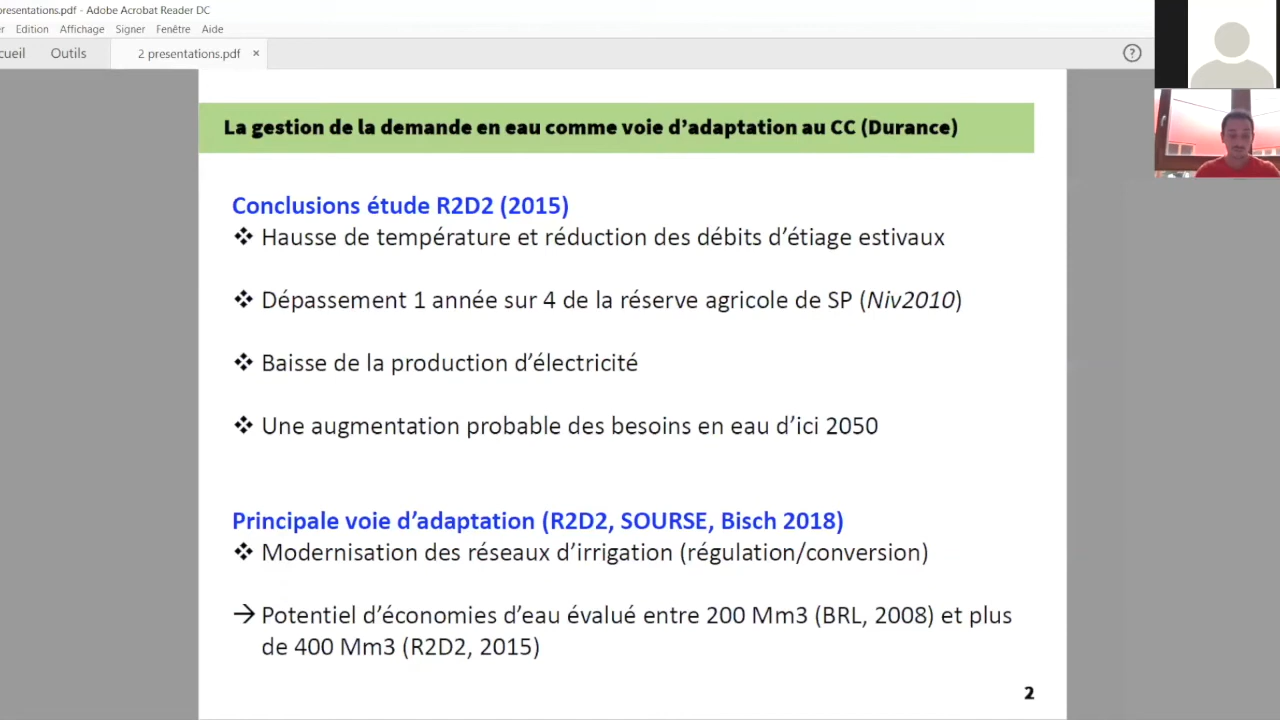 presentations.pdf - Adobe Acrobat Reader DC
er Edition Affichage Signer Fenêtre Aide
cueil Outils 2 presentations.pdf × ?
La gestion de la demande en eau comme voie d’adaptation au CC (Durance)
Conclusions étude R2D2 (2015)
❖ Hausse de température et réduction des débits d’étiage estivaux
❖ Dépassement 1 année sur 4 de la réserve agricole de SP (Niv2010)
❖ Baisse de la production d’électricité
❖ Une augmentation probable des besoins en eau d’ici 2050
Principale voie d’adaptation (R2D2, SOURSE, Bisch 2018)
❖ Modernisation des réseaux d’irrigation (régulation/conversion)
→ Potentiel d’économies d’eau évalué entre 200 Mm3 (BRL, 2008) et plus
de 400 Mm3 (R2D2, 2015)
2